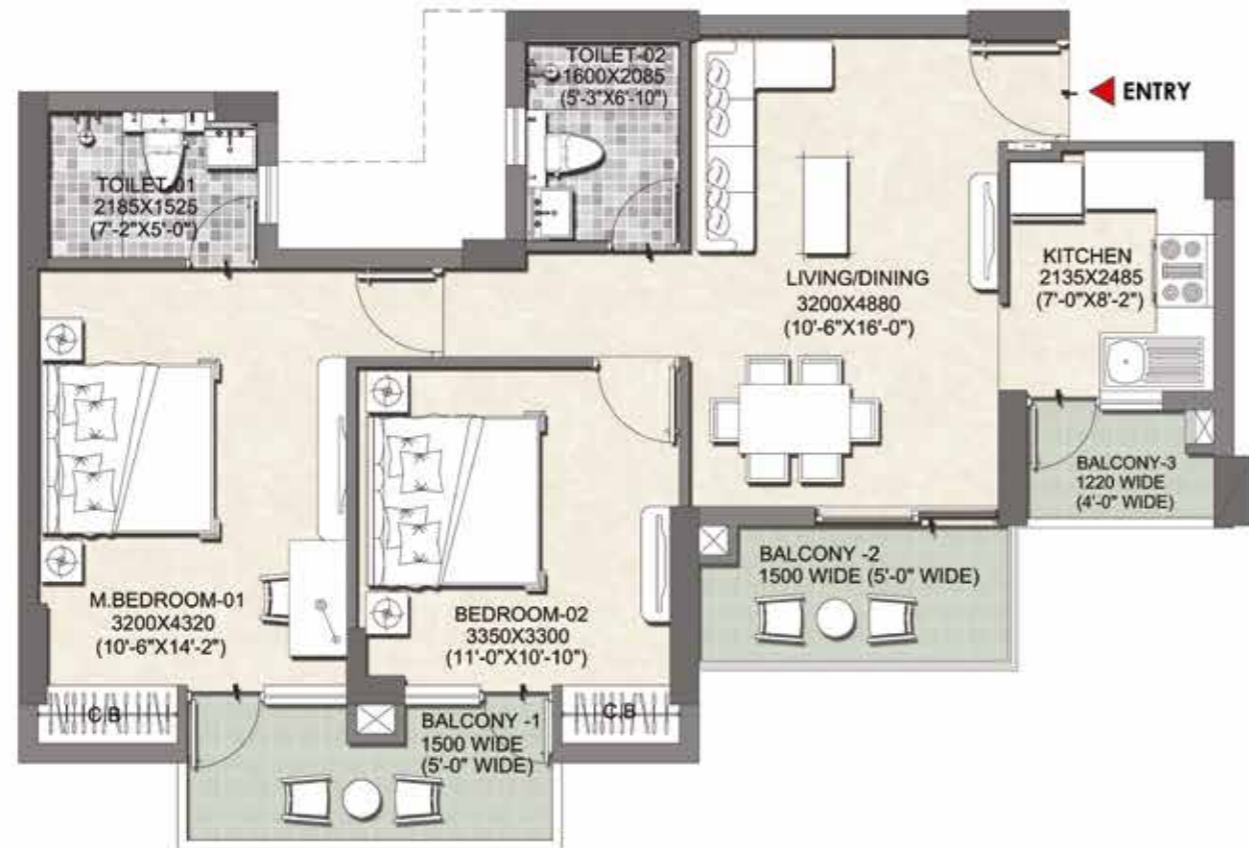 TOILET-02
1600X2085
(5'-3"X6'-10")
ENTRY
TOILET-01
2185X1525
(7'-2"X5'-0")
LIVING/DINING
3200X4880
(10'-6"X16'-0")
KITCHEN
2135X2485
(7'-0"X8'-2")
BALCONY-3
1220 WIDE
(4'-0" WIDE)
BALCONY -2
1500 WIDE (5'-0" WIDE)
M.BEDROOM-01
3200X4320
(10'-6"X14'-2")
BEDROOM-02
3350X3300
(11'-0"X10'-10")
C.B
C.B
BALCONY -1
1500 WIDE
(5'-0" WIDE)